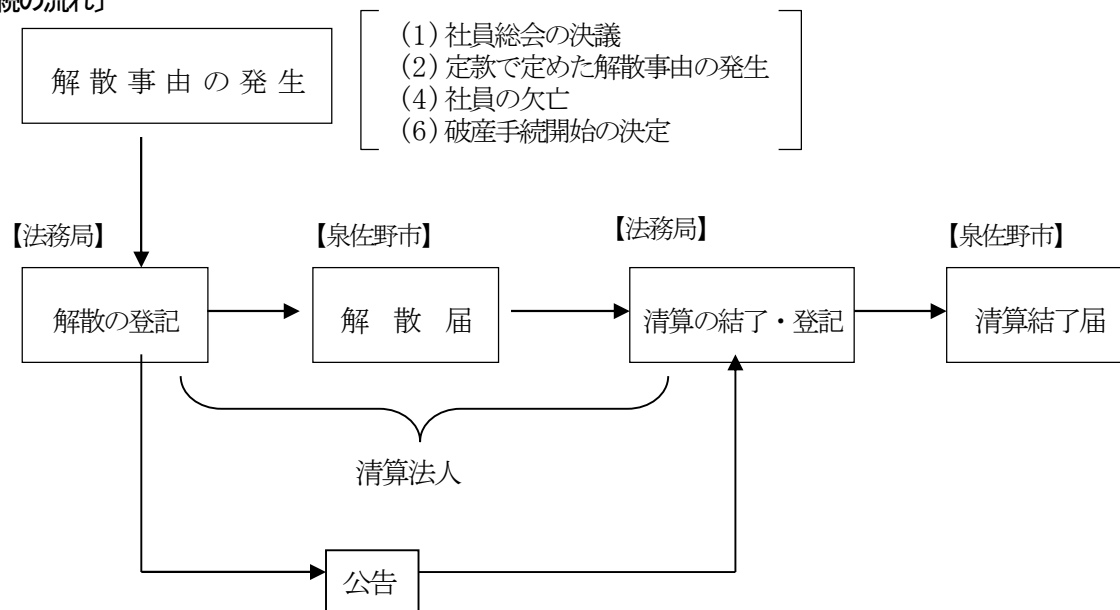 続の流れ〕
解散事由の発生
(1)社員総会の決議
(2)定款で定めた解散事由の発生
(4)社員の欠亡
(6)破産手続開始の決定
【法務局】
【泉佐野市】
【法務局】
【泉佐野市】
解散の登記
解散届
清算の結了・登記
清算結了届
清算法人
公告